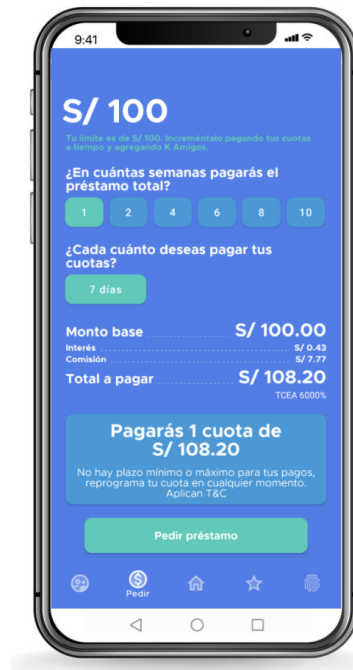 9:41
S/ 100
Tu límite es de S/ 100. Increméntalo pagando tus cuotas
a tiempo y agregando K Amigos.
¿En cuántas semanas pagarás el
préstamo total?
1 2 4 6 8 10
¿Cada cuánto deseas pagar tus
cuotas?
7 días
Monto base S/ 100.00
Interés S/ 0.43
Comisión S/ 7.77
Total a pagar S/ 108.20
TCEA 6000%
Pagarás 1 cuota de
S/ 108.20
No hay plazo mínimo o máximo para tus pagos,
reprograma tu cuota en cualquier momento.
Aplican T&C
Pedir préstamo
Pedir